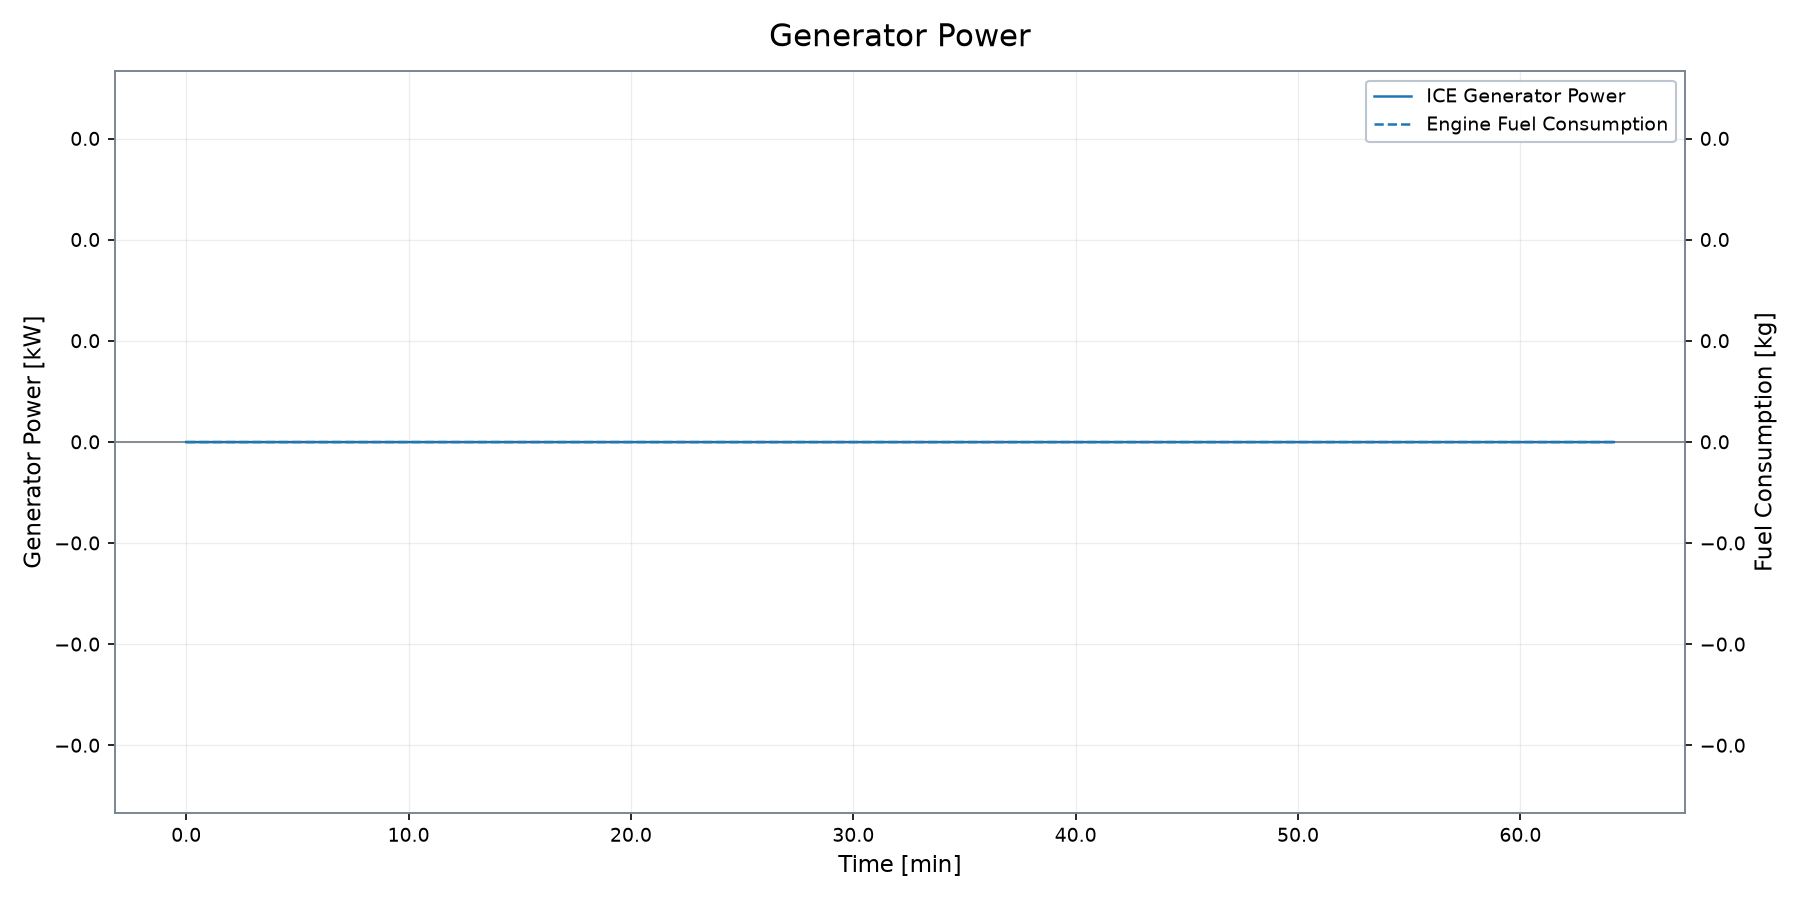 Generator Power
ICE Generator Power
Engine Fuel Consumption
Generator Power [kW]
0.0
0.0
0.0
0.0
−0.0
−0.0
−0.0
0.0
0.0
0.0
0.0
−0.0
−0.0
−0.0
Fuel Consumption [kg]
0.0 10.0 20.0 30.0 40.0 50.0 60.0
Time [min]